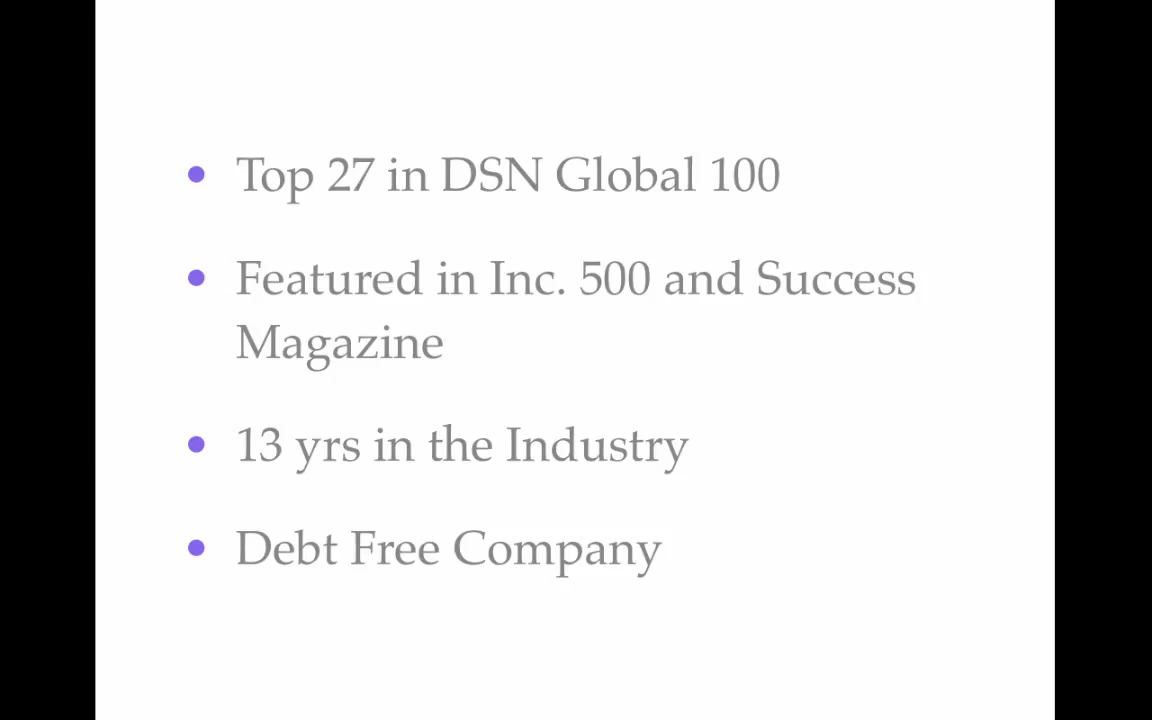 • Top 27 in DSN Global 100
• Featured in Inc. 500 and Success
Magazine
• 13 yrs in the Industry
• Debt Free Company